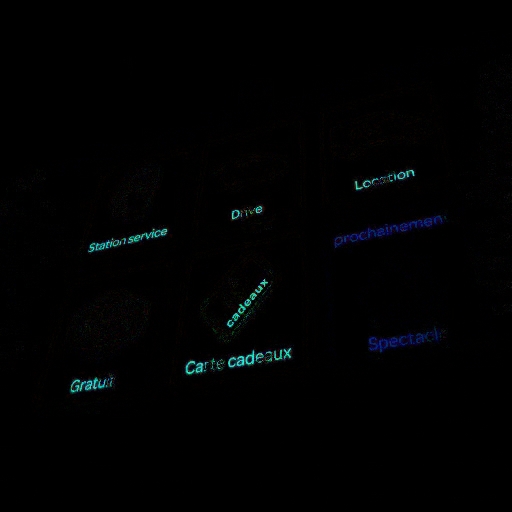 Station service
Drive
Location
prochainement
cadeaux
Gratuit
Carte cadeaux
Spectacle